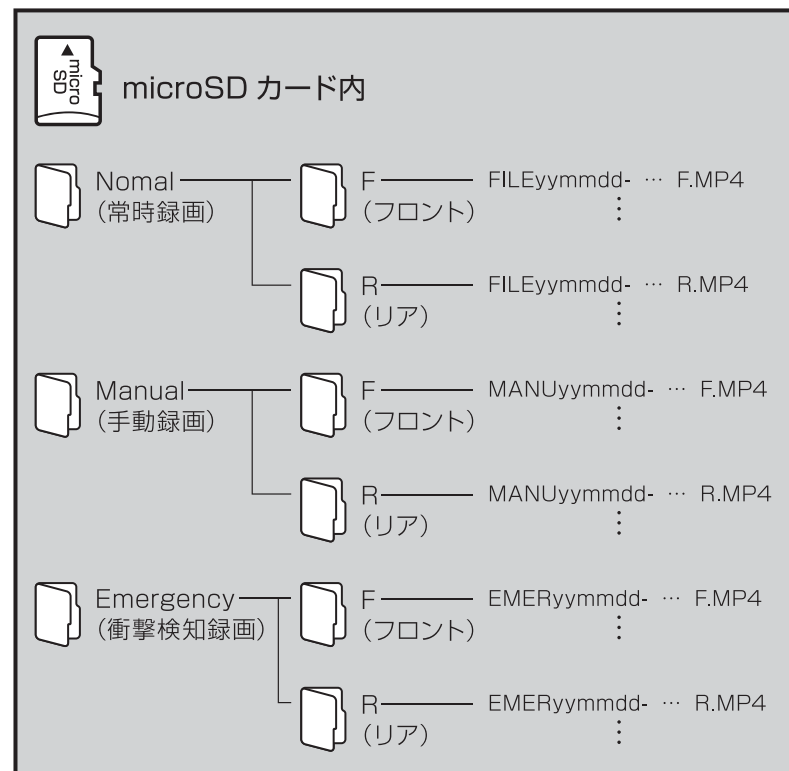 micro
SD
microSD カード内
Nomal
F
FILEyymmdd- … F.MP4
(常時録画)
(フロント)
R
FILEyymmdd- … R.MP4
(リア)
Manual
F
MANUyymmdd- … F.MP4
(手動録画)
(フロント)
R
MANUyymmdd- … R.MP4
(リア)
Emergency
F
EMERyymmdd- … F.MP4
(衝撃検知録画)
(フロント)
R
EMERyymmdd- … R.MP4
(リア)